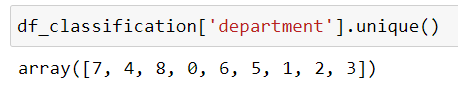 df_classification['department'].unique()
array([7, 4, 8, 0, 6, 5, 1, 2, 3])